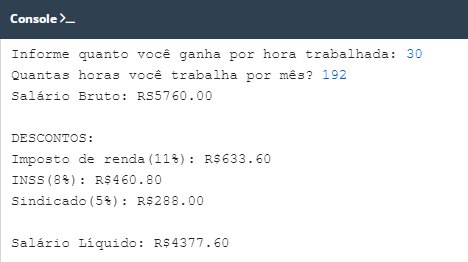 Console >_
Informe quanto você ganha por hora trabalhada: 30
Quantas horas você trabalha por mês? 192
Salário Bruto: RS5760.00
DESCONTOS:
Imposto de renda(11%): R$633.60
INSS(8%): R$460.80
Sindicado(5%): R$288.00
Salário Líquido: R$4377.60